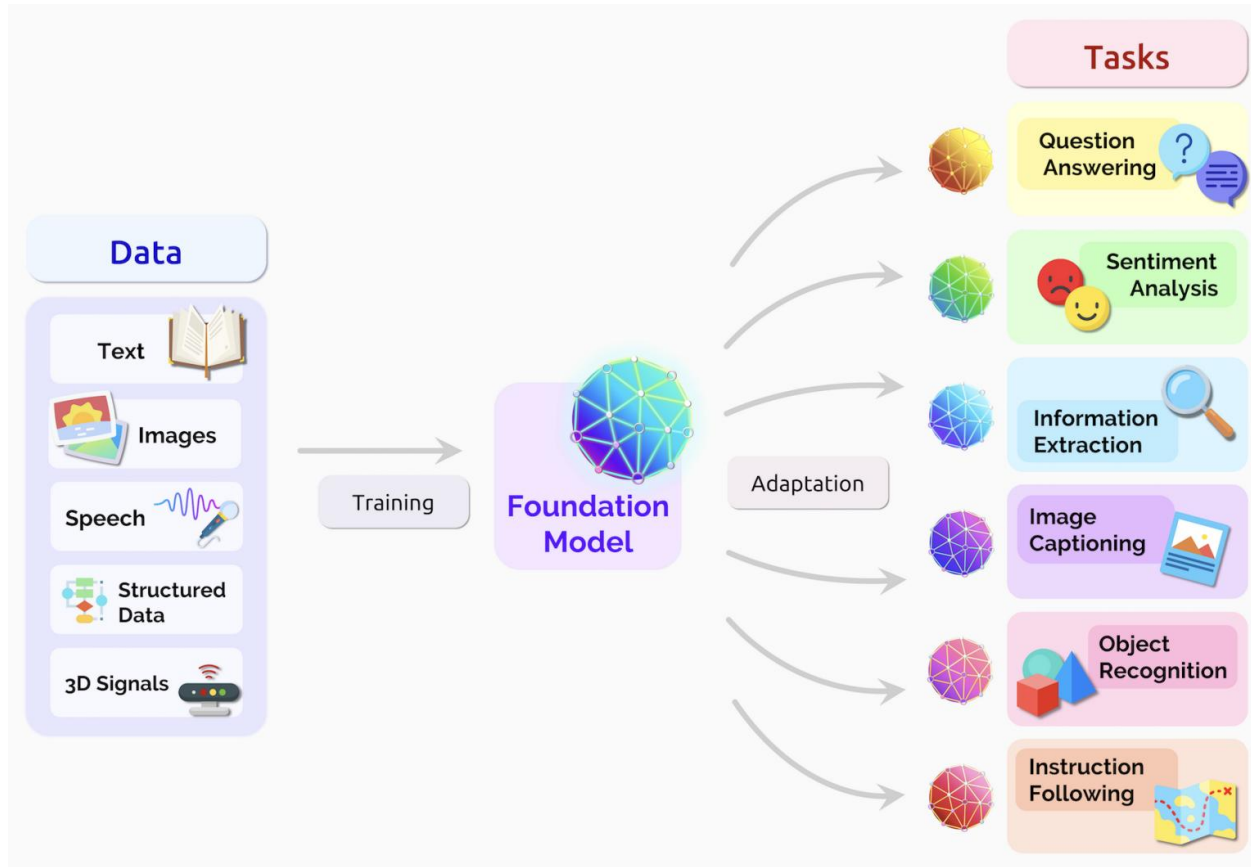 Data
Text
Images
Speech
Structured
Data
3D Signals
Training
Foundation
Model
Adaptation
Tasks
Question
Answering
?
Sentiment
Analysis
Information
Extraction
Image
Captioning
Object
Recognition
Instruction
Following